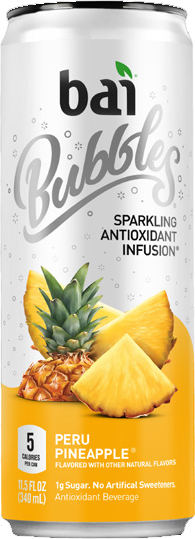 bai
Bubbles
SPARKLING
ANTIOXIDANT
INFUSION®
5
CALORIES
PER CAN
PERU
PINEAPPLE®
FLAVORED WITH OTHER NATURAL FLAVORS
11.5 FL OZ
(340 mL)
1g Sugar. No Artifical Sweeteners.
Antioxidant Beverage